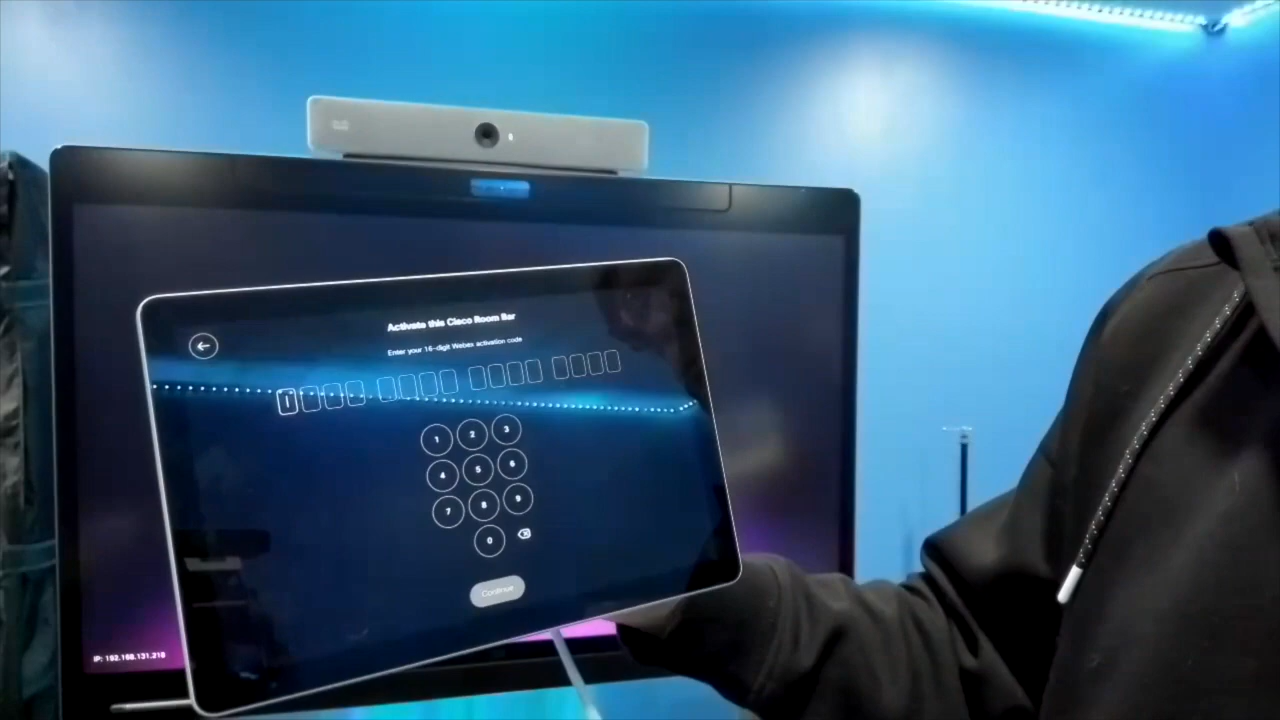 Activate this Cisco Room Bar
Enter your 16-digit Webex activation code
1 2 3
4 5 6
7 8 9
0
Continue
IP: 192.168.131.218